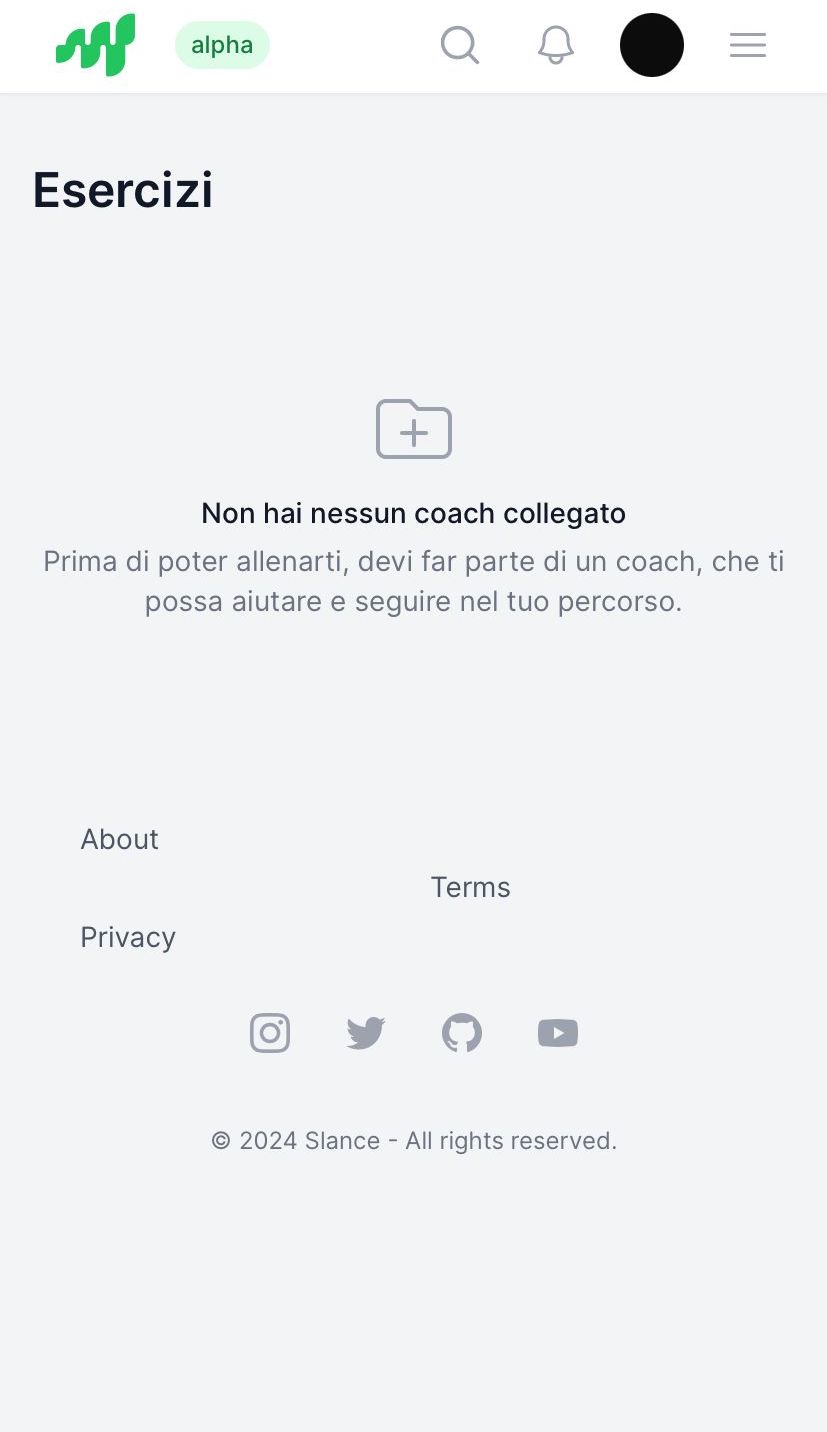 alpha
Esercizi
Non hai nessun coach collegato
Prima di poter allenarti, devi far parte di un coach, che ti
possa aiutare e seguire nel tuo percorso.
About
Terms
Privacy
© 2024 Slance - All rights reserved.